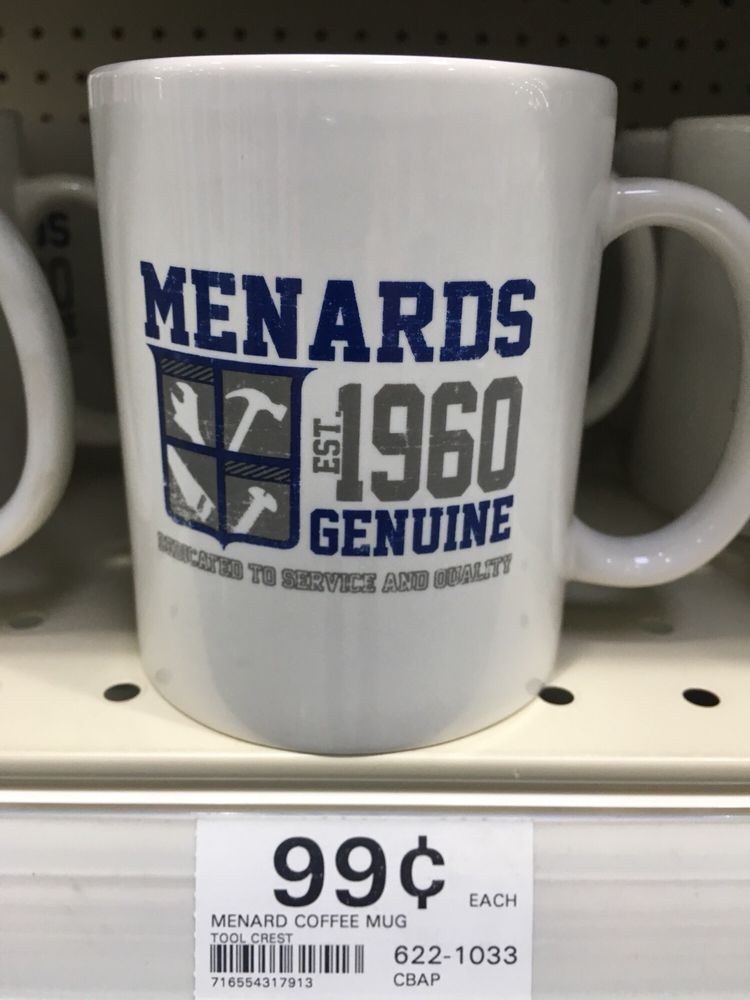 MENARDS
EST. 1960
GENUINE
DEDICATED TO SERVICE AND QUALITY
99¢ EACH
MENARD COFFEE MUG
TOOL CREST
622-1033
716554317913
CBAP